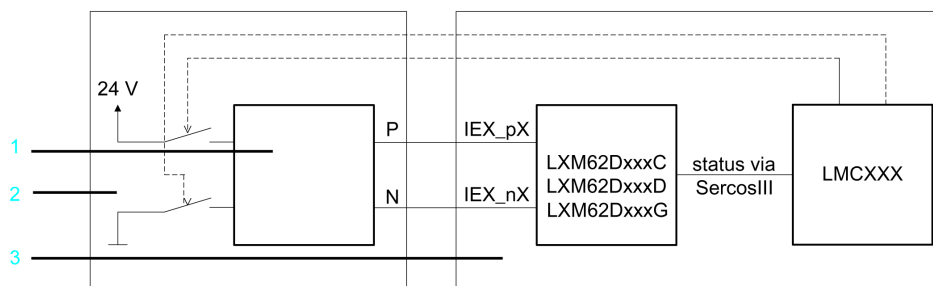 24 V
1
2
3
P
N
IEX_pX
IEX_nX
LXM62DxxxC
LXM62DxxxD
LXM62DxxxG
status via
SercosIII
LMCXXX